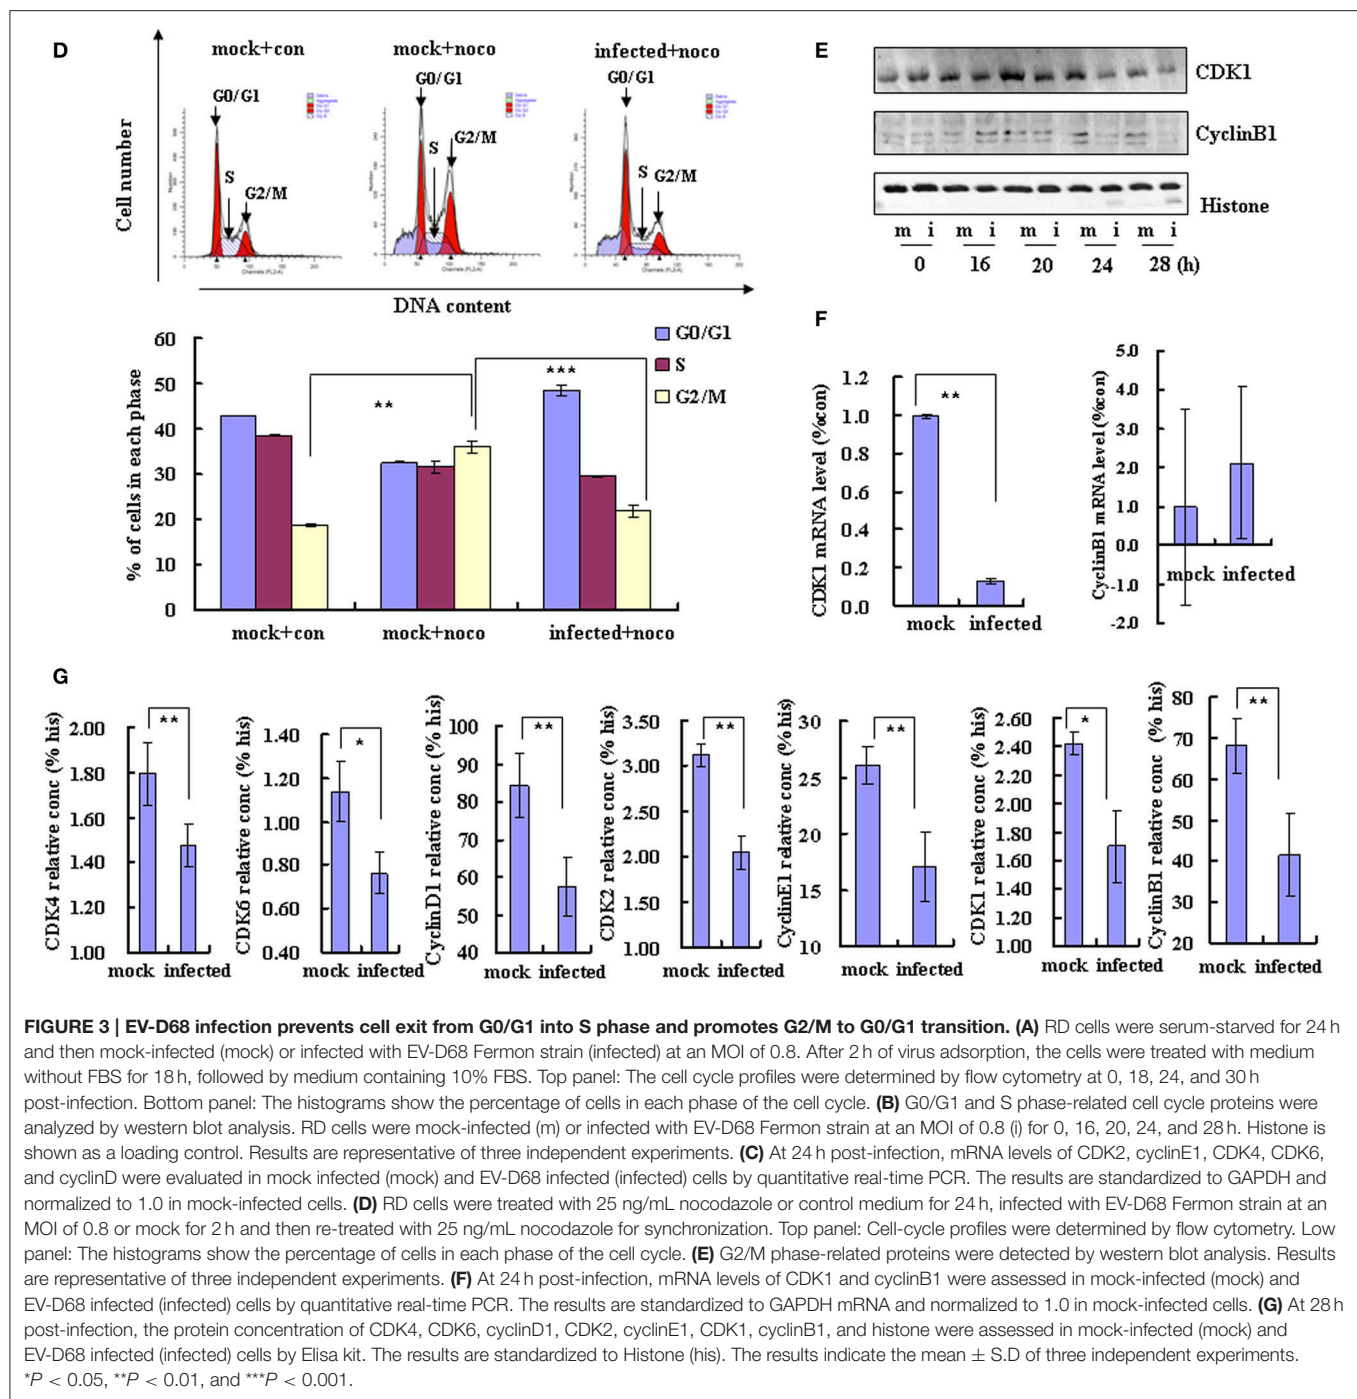 D
mock+con
mock+noco
infected+noco
G0/G1
S
G2/M
G0/G1
S
G2/M
G0/G1
S
G2/M
Cell number
DNA content
60
50
40
30
20
10
0
% of cells in each phase
G0/G1
S
G2/M
**
***
mock+con
mock+noco
infected+noco
E
CDK1
CyclinB1
Histone
m i m i m i m i m i
0 16 20 24 28 (h)
F
CDK1 mRNA level (%con)
1.2
1.0
0.8
0.6
0.4
0.2
0.0
**
mock infected
CyclinB1 mRNA level (%con)
5.0
4.0
3.0
2.0
1.0
0.0
-1.0
-2.0
mock infected
G
CDK4 relative conc (% his)
2.00
1.80
1.60
1.40
1.20
1.00
**
mock infected
CDK6 relative conc (% his)
1.40
1.20
1.00
0.80
0.60
0.40
*
mock infected
CyclinD1 relative conc (% his)
100
90
80
70
60
50
40
**
mock infected
CDK2 relative conc (% his)
3.50
3.00
2.00
1.00
**
mock infected
CyclinE1 relative conc (% his)
30
25
20
15
10
**
mock infected
CDK1 relative conc (% his)
2.60
2.40
2.20
2.00
1.80
1.60
1.40
1.20
1.00
*
mock infected
CyclinB1 relative conc (% his)
80
70
60
50
40
30
20
**
mock infected
FIGURE 3 | EV-D68 infection prevents cell exit from G0/G1 into S phase and promotes G2/M to G0/G1 transition. (A) RD cells were serum-starved for 24 h
and then mock-infected (mock) or infected with EV-D68 Fermon strain (infected) at an MOI of 0.8. After 2 h of virus adsorption, the cells were treated with medium
without FBS for 18 h, followed by medium containing 10% FBS. Top panel: The cell cycle profiles were determined by flow cytometry at 0, 18, 24, and 30 h
post-infection. Bottom panel: The histograms show the percentage of cells in each phase of the cell cycle. (B) G0/G1 and S phase-related cell cycle proteins were
analyzed by western blot analysis. RD cells were mock-infected (m) or infected with EV-D68 Fermon strain at an MOI of 0.8 (i) for 0, 16, 20, 24, and 28 h. Histone is
shown as a loading control. Results are representative of three independent experiments. (C) At 24 h post-infection, mRNA levels of CDK2, cyclinE1, CDK4, CDK6,
and cyclinD were evaluated in mock infected (mock) and EV-D68 infected (infected) cells by quantitative real-time PCR. The results are standardized to GAPDH and
normalized to 1.0 in mock-infected cells. (D) RD cells were treated with 25 ng/mL nocodazole or control medium for 24 h, infected with EV-D68 Fermon strain at an
MOI of 0.8 or mock for 2 h and then re-treated with 25 ng/mL nocodazole for synchronization. Top panel: Cell-cycle profiles were determined by flow cytometry. Low
panel: The histograms show the percentage of cells in each phase of the cell cycle. (E) G2/M phase-related proteins were detected by western blot analysis. Results
are representative of three independent experiments. (F) At 24 h post-infection, mRNA levels of CDK1 and cyclinB1 were assessed in mock-infected (mock) and
EV-D68 infected (infected) cells by quantitative real-time PCR. The results are standardized to GAPDH mRNA and normalized to 1.0 in mock-infected cells. (G) At 28 h
post-infection, the protein concentration of CDK4, CDK6, cyclinD1, CDK2, cyclinE1, CDK1, cyclinB1, and histone were assessed in mock-infected (mock) and
EV-D68 infected (infected) cells by Elisa kit. The results are standardized to Histone (his). The results indicate the mean ± S.D of three independent experiments.
*P < 0.05, **P < 0.01, and ***P < 0.001.